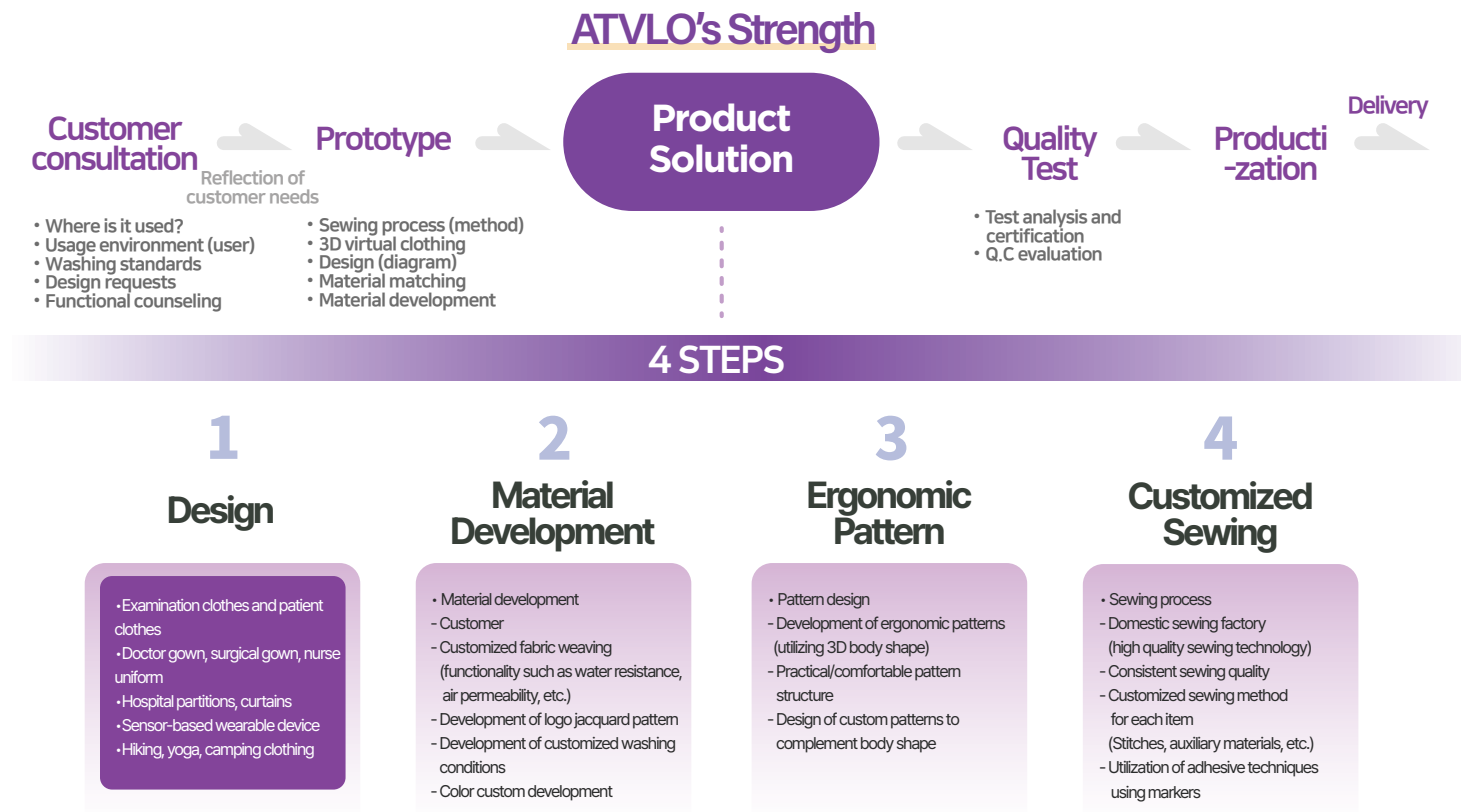 ATVLO's Strength
Customer
consultation
Reflection of
customer needs
• Where is it used?
• Usage environment (user)
• Washing standards
• Design requests
• Functional counseling
Prototype
• Sewing process (method)
• 3D virtual clothing
• Design (diagram)
• Material matching
• Material development
Product
Solution
Quality
Test
• Test analysis and
certification
• Q.C evaluation
Producti
-zation
Delivery
4 STEPS
1
Design
•Examination clothes and patient
clothes
•Doctor gown, surgical gown, nurse
uniform
•Hospital partitions, curtains
•Sensor-based wearable device
•Hiking, yoga, camping clothing
2
Material
Development
• Material development
- Customer
- Customized fabric weaving
(functionality such as water resistance,
air permeability, etc.)
- Development of logo jacquard pattern
- Development of customized washing
conditions
- Color custom development
3
Ergonomic
Pattern
• Pattern design
- Development of ergonomic patterns
(utilizing 3D body shape)
- Practical/comfortable pattern
structure
- Design of custom patterns to
complement body shape
4
Customized
Sewing
• Sewing process
- Domestic sewing factory
(high quality sewing technology)
- Consistent sewing quality
- Customized sewing method
for each item
(Stitches, auxiliary materials, etc.)
- Utilization of adhesive techniques
using markers